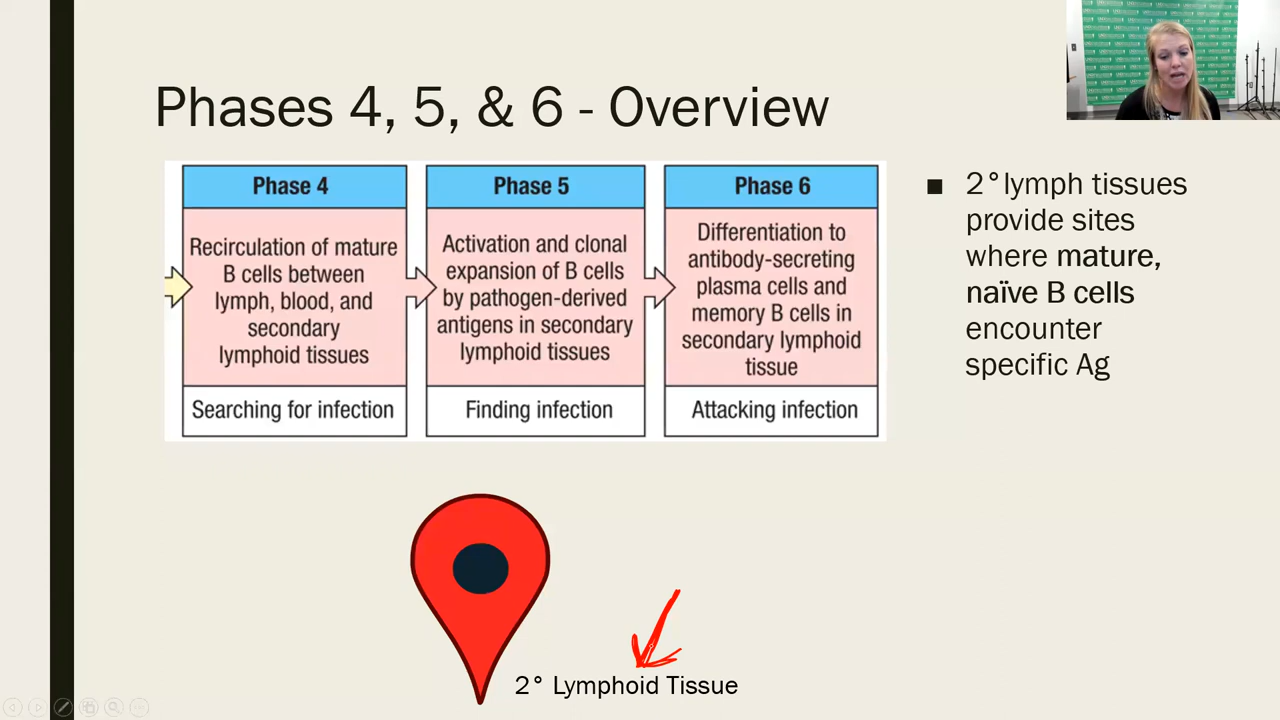 Phases 4, 5, & 6 - Overview
Phase 4
Recirculation of mature
B cells between
lymph, blood, and
secondary
lymphoid tissues
Searching for infection
Phase 5
Activation and clonal
expansion of B cells
by pathogen-derived
antigens in secondary
lymphoid tissues
Finding infection
Phase 6
Differentiation to
antibody-secreting
plasma cells and
memory B cells in
secondary lymphoid
tissue
Attacking infection
■ 2°lymph tissues
provide sites
where mature,
naïve B cells
encounter
specific Ag
2° Lymphoid Tissue